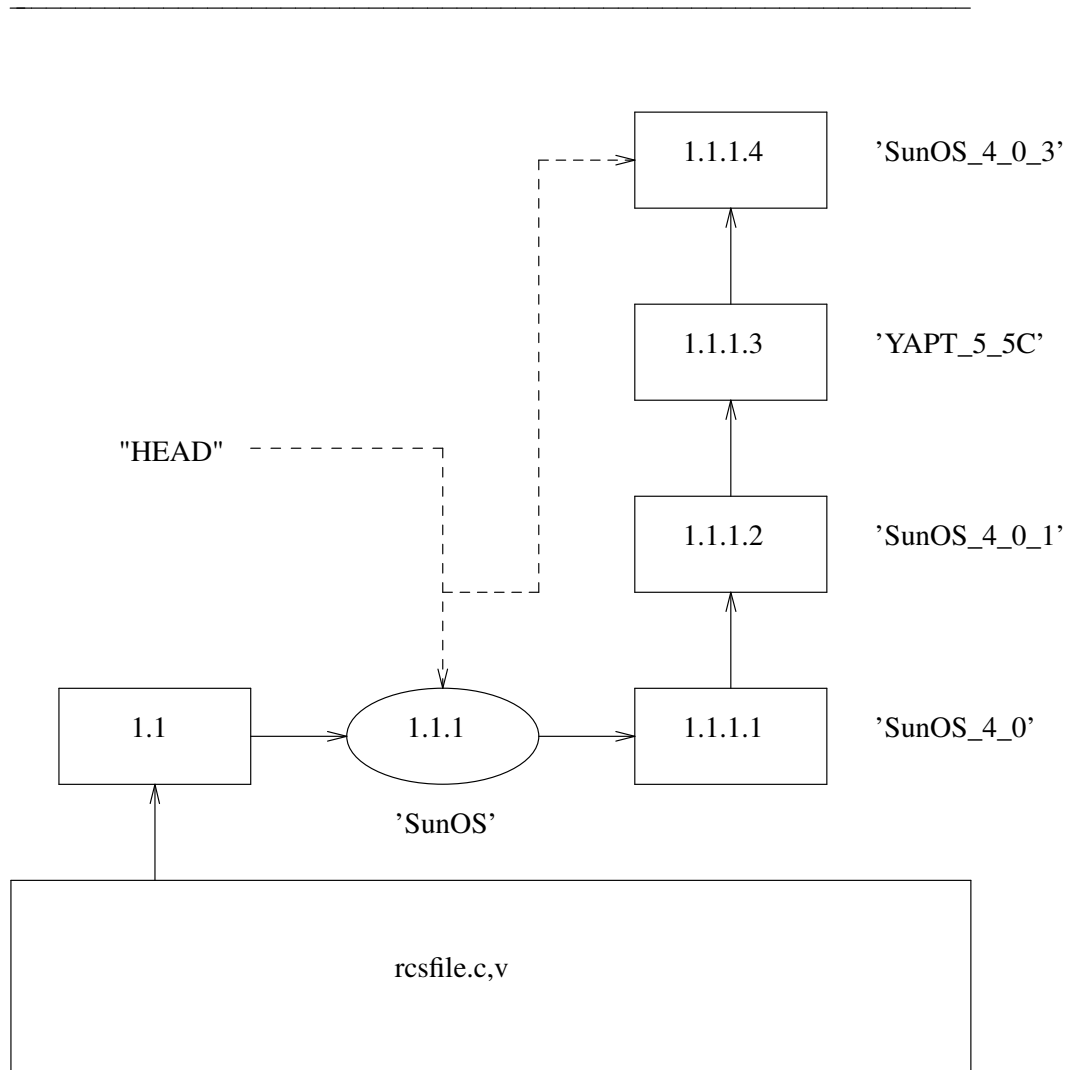 1.1.1.4 ’SunOS_4_0_3’
1.1.1.3 ’YAPT_5_5C’
"HEAD"
1.1.1.2 ’SunOS_4_0_1’
1.1 1.1.1 1.1.1.1 ’SunOS_4_0’
’SunOS’
rcsfile.c,v